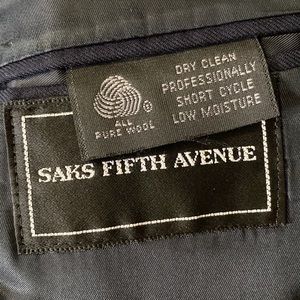 ALL
PURE WOOL
DRY CLEAN
PROFESSIONALLY
SHORT CYCLE
LOW MOISTURE
SAKS FIFTH AVENUE